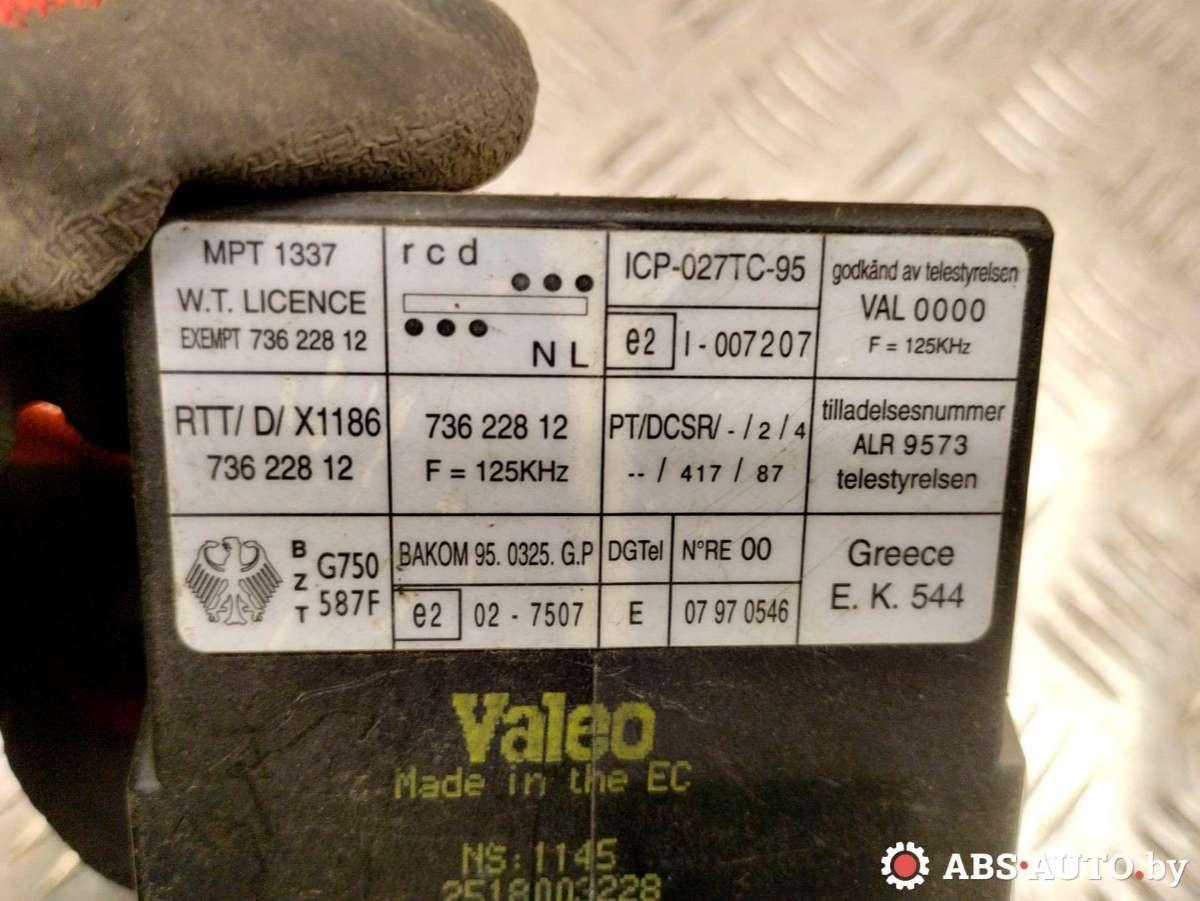 MPT 1337
W.T. LICENCE
EXEMPT 736 228 12
r c d
N L
ICP-027TC-95
e2 I - 007207
godkänd av telestyrelsen
VAL 0000
F = 125KHz
RTT/ D/ X1186
736 228 12
736 228 12
F = 125KHz
PT/DCSR/ - / 2 / 4
-- / 417 / 87
tilladelsesnummer
ALR 9573
telestyrelsen
BZT
G750
587F
BAKOM 95. 0325. G.P
e2 02 - 7507
DGTel N°RE 00
E 07 97 0546
Greece
E. K. 544
Valeo
Made in the EC
NS:1145
2518003228
ABS•AUTO.by